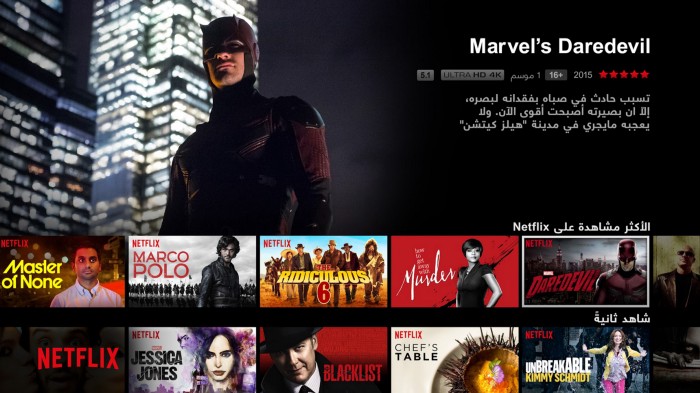 Marvel's Daredevil
★★★★★ 2015 16+ 1 موسم ULTRA HD 4K 5.1
تسبب حادث في صباه بفقدانه لبصره،
إلا ان بصيرته أصبحت أقوى الآن. ولا
يعجبه مايجري في مدينة "هيلز كيتشن"
الأكثر مشاهدة على Netflix
MARVEL
DAREDEVIL
how to
get away
with
Murder
NETFLIX
THE
RIDICULOUS
6
NETFLIX
MARCO
POLO
NETFLIX
Master
of None
شاهد ثانيةً
NETFLIX
UNBREAKABLE
KIMMY SCHMIDT
NETFLIX
CHEF'S
TABLE
THE
BLACKLIST
NETFLIX
JESSICA
JONES
NETFLIX